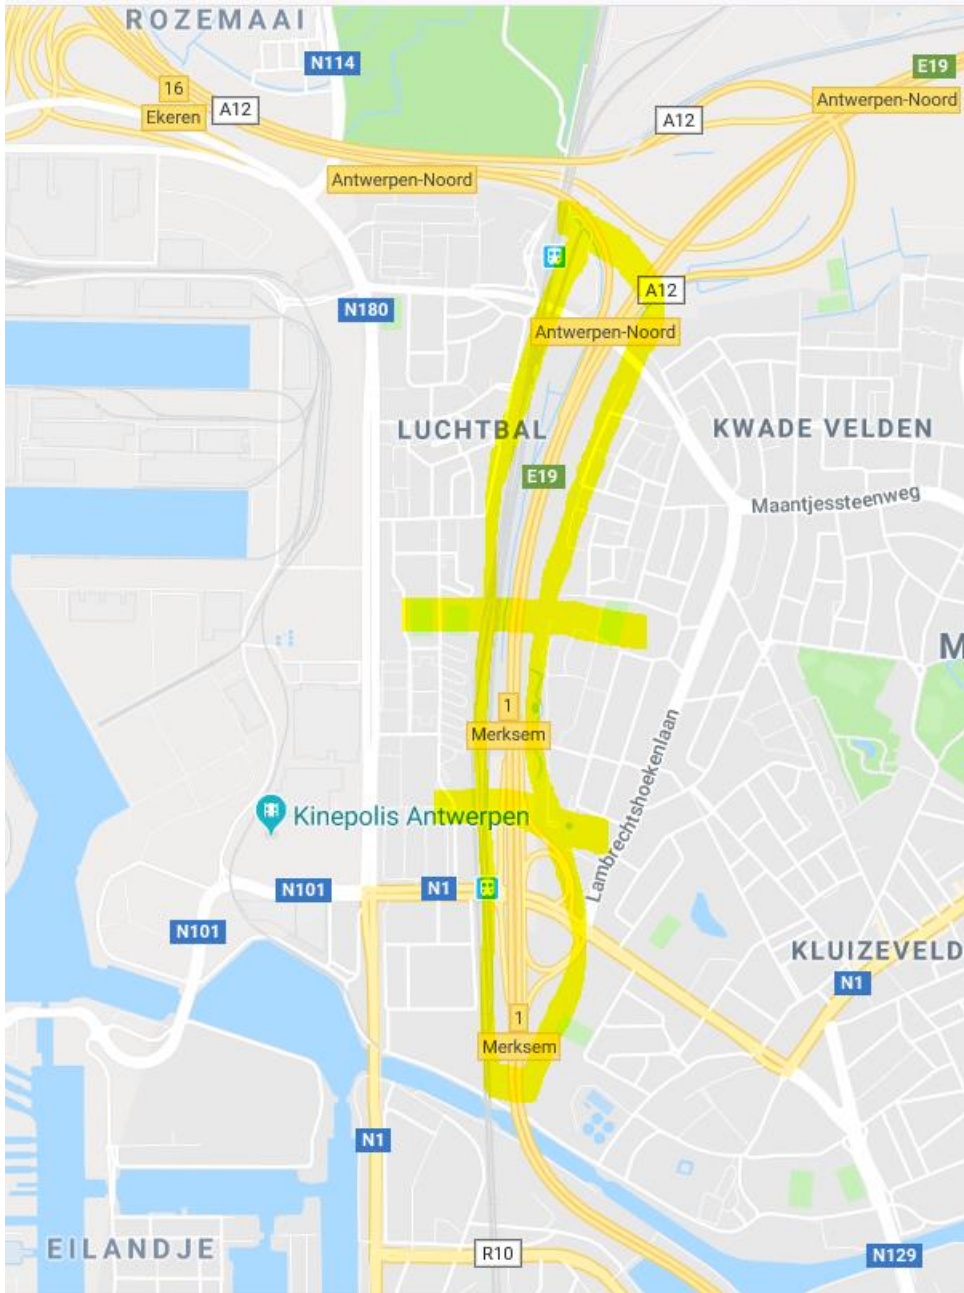 ROZEMAAI
N114
E19
16
Ekeren
A12
A12
Antwerpen-Noord
Antwerpen-Noord
A12
N180
Antwerpen-Noord
LUCHTBAL
KWADE VELDEN
E19
Maantjessteenweg
M
1
Merksem
Lambrechtshoekenlaan
Kinepolis Antwerpen
N101
N1
N101
KLUIZEVELD
N1
1
Merksem
N1
EILANDJE
R10
N129